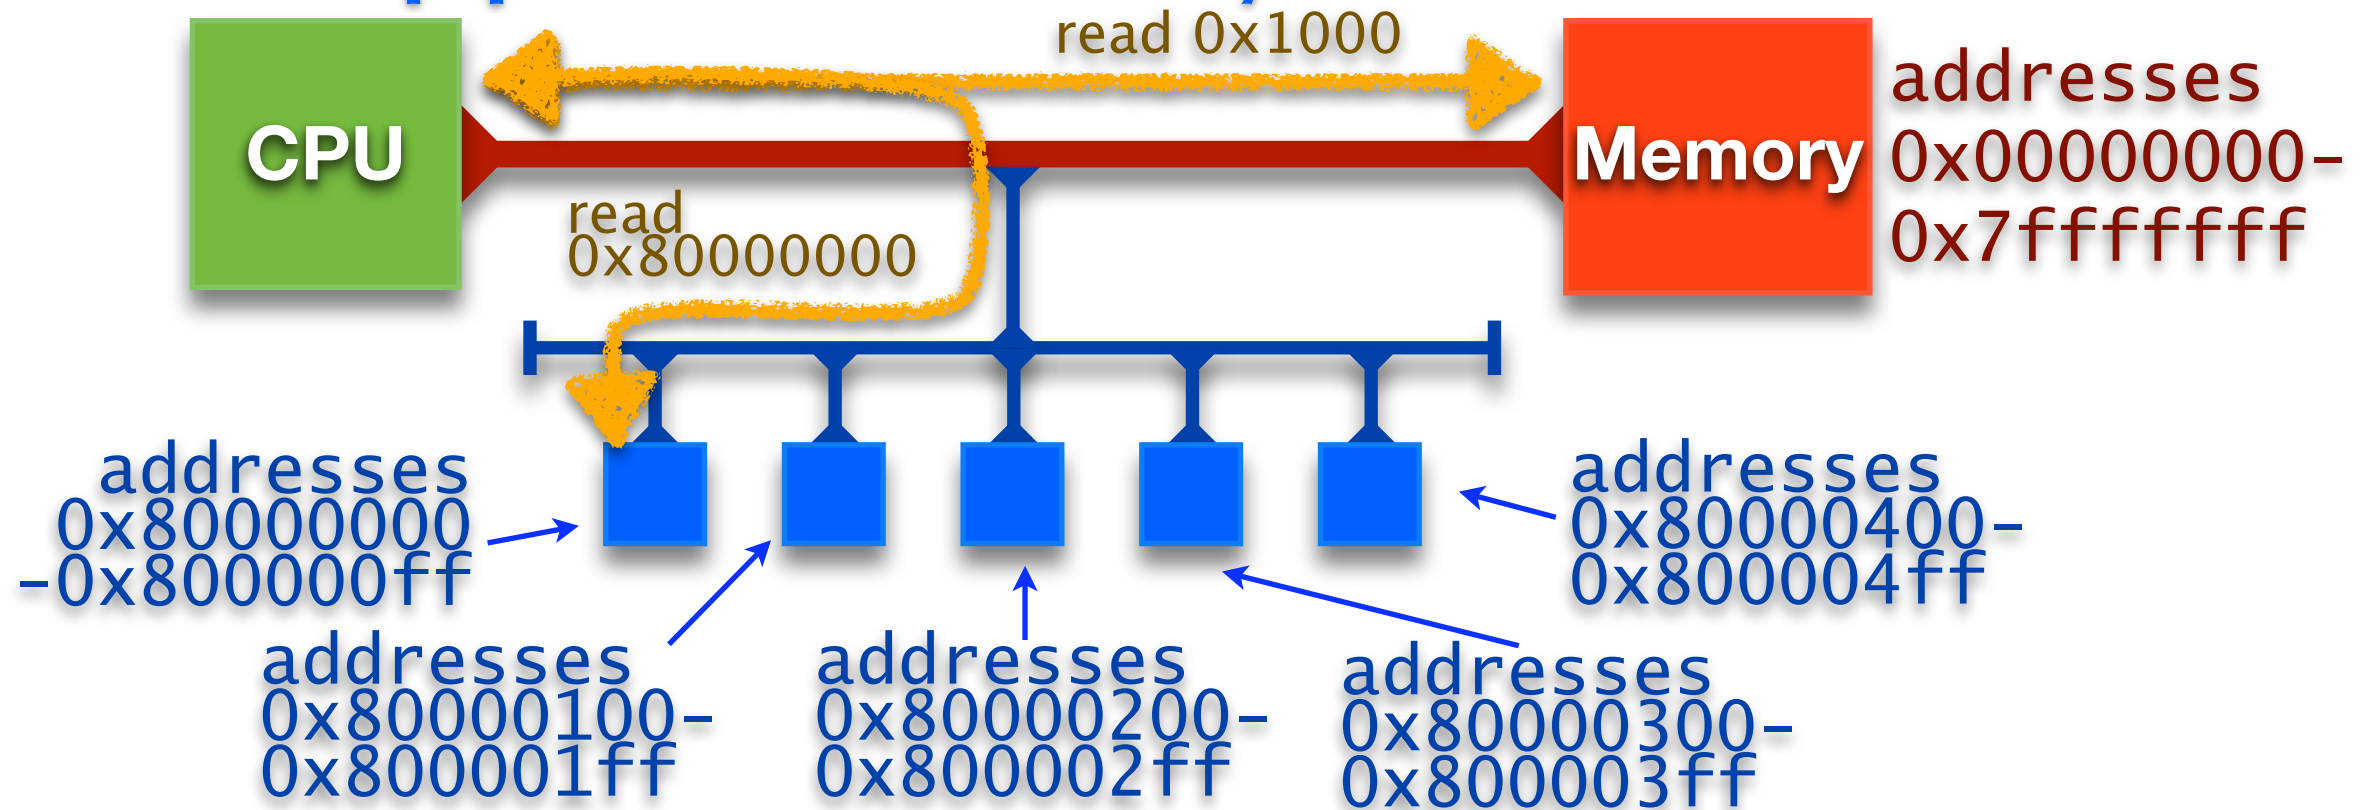 read 0x1000
CPU
Memory
addresses
0x00000000-
0x7fffffff
read
0x80000000
addresses
0x80000000
-0x800000ff
addresses
0x80000100-
0x800001ff
addresses
0x80000200-
0x800002ff
addresses
0x80000300-
0x800003ff
addresses
0x80000400-
0x800004ff